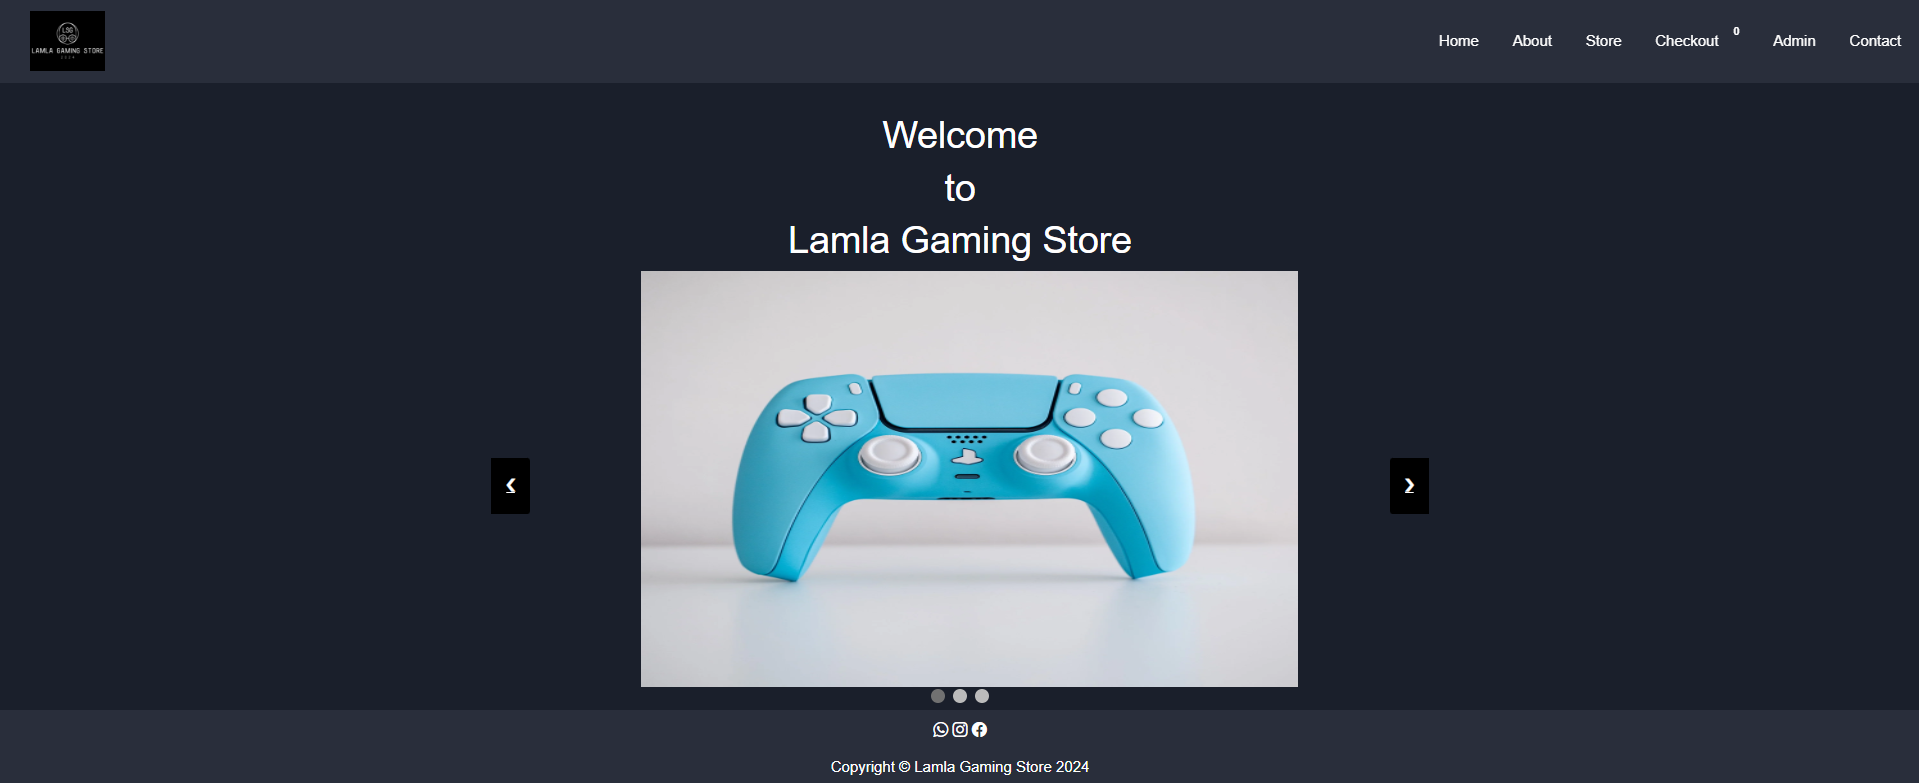 LSG
LAMLA GAMING STORE
Home About Store Checkout 0 Admin Contact
Welcome
to
Lamla Gaming Store
‹ ›
Copyright © Lamla Gaming Store 2024